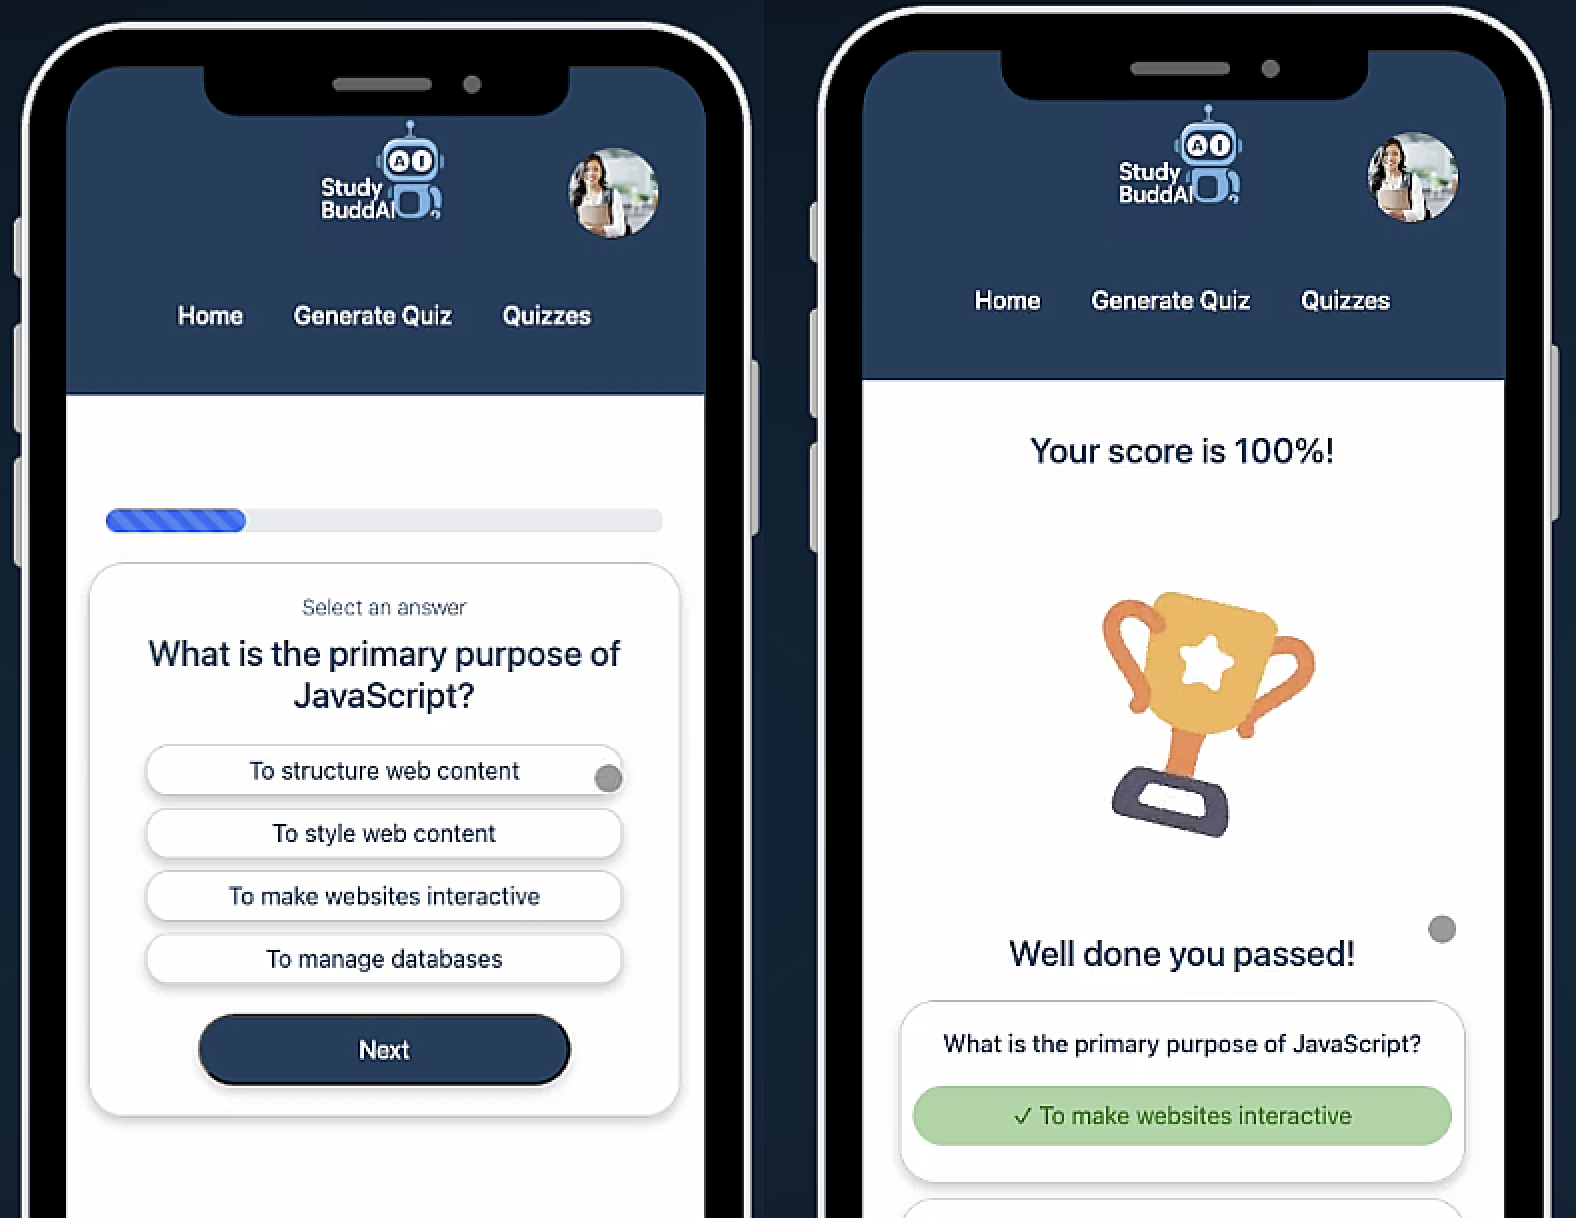 AI
Study
BuddAI
Home Generate Quiz Quizzes
Select an answer
What is the primary purpose of
JavaScript?
To structure web content
To style web content
To make websites interactive
To manage databases
Next
AI
Study
BuddAI
Home Generate Quiz Quizzes
Your score is 100%!
Well done you passed!
What is the primary purpose of JavaScript?
✓ To make websites interactive